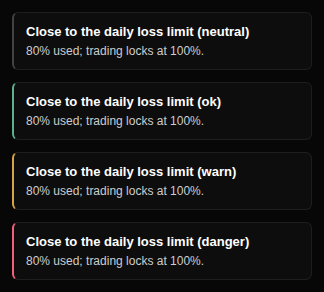 Close to the daily loss limit (neutral)
80% used; trading locks at 100%.
Close to the daily loss limit (ok)
80% used; trading locks at 100%.
Close to the daily loss limit (warn)
80% used; trading locks at 100%.
Close to the daily loss limit (danger)
80% used; trading locks at 100%.